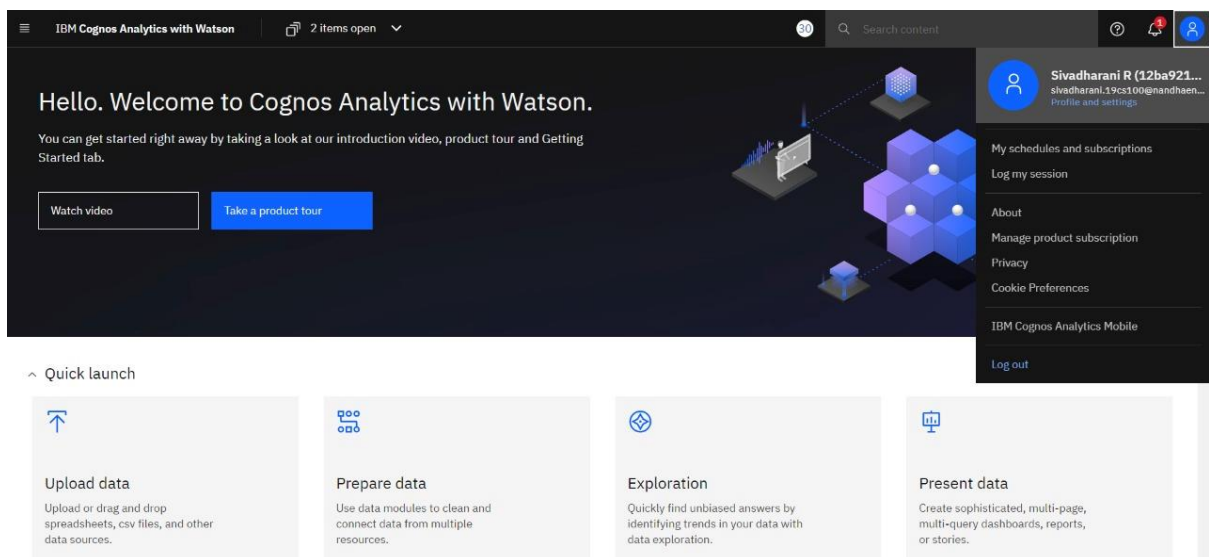 IBM Cognos Analytics with Watson
2 items open
30
Search content
1
Hello. Welcome to Cognos Analytics with Watson.
You can get started right away by taking a look at our introduction video, product tour and Getting
Started tab.
Watch video
Take a product tour
Sivadharani R (12ba921...
sivadharani.19cs100@nandhaen...
Profile and settings
My schedules and subscriptions
Log my session
About
Manage product subscription
Privacy
Cookie Preferences
IBM Cognos Analytics Mobile
Log out
Quick launch
Upload data
Upload or drag and drop
spreadsheets, csv files, and other
data sources.
Prepare data
Use data modules to clean and
connect data from multiple
resources.
Exploration
Quickly find unbiased answers by
identifying trends in your data with
data exploration.
Present data
Create sophisticated, multi-page,
multi-query dashboards, reports,
or stories.